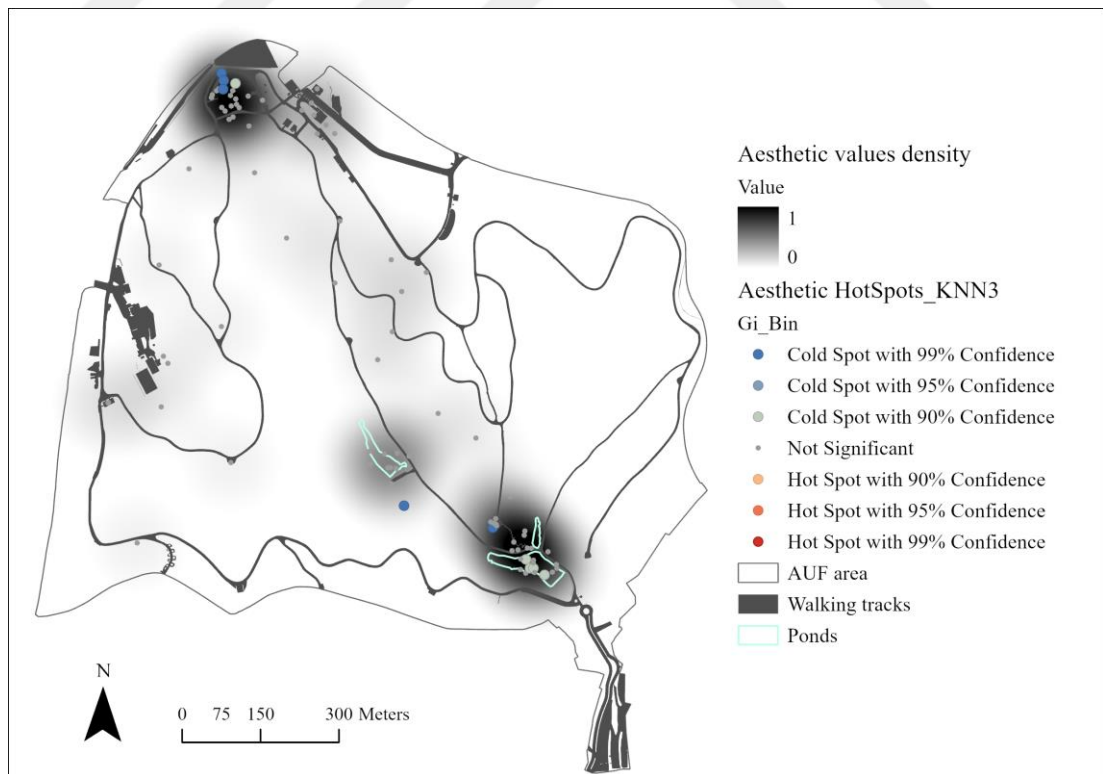 Aesthetic values density
Value
1
0
Aesthetic HotSpots_KNN3
Gi_Bin
Cold Spot with 99% Confidence
Cold Spot with 95% Confidence
Cold Spot with 90% Confidence
Not Significant
Hot Spot with 90% Confidence
Hot Spot with 95% Confidence
Hot Spot with 99% Confidence
AUF area
Walking tracks
Ponds
N
0 75 150 300 Meters